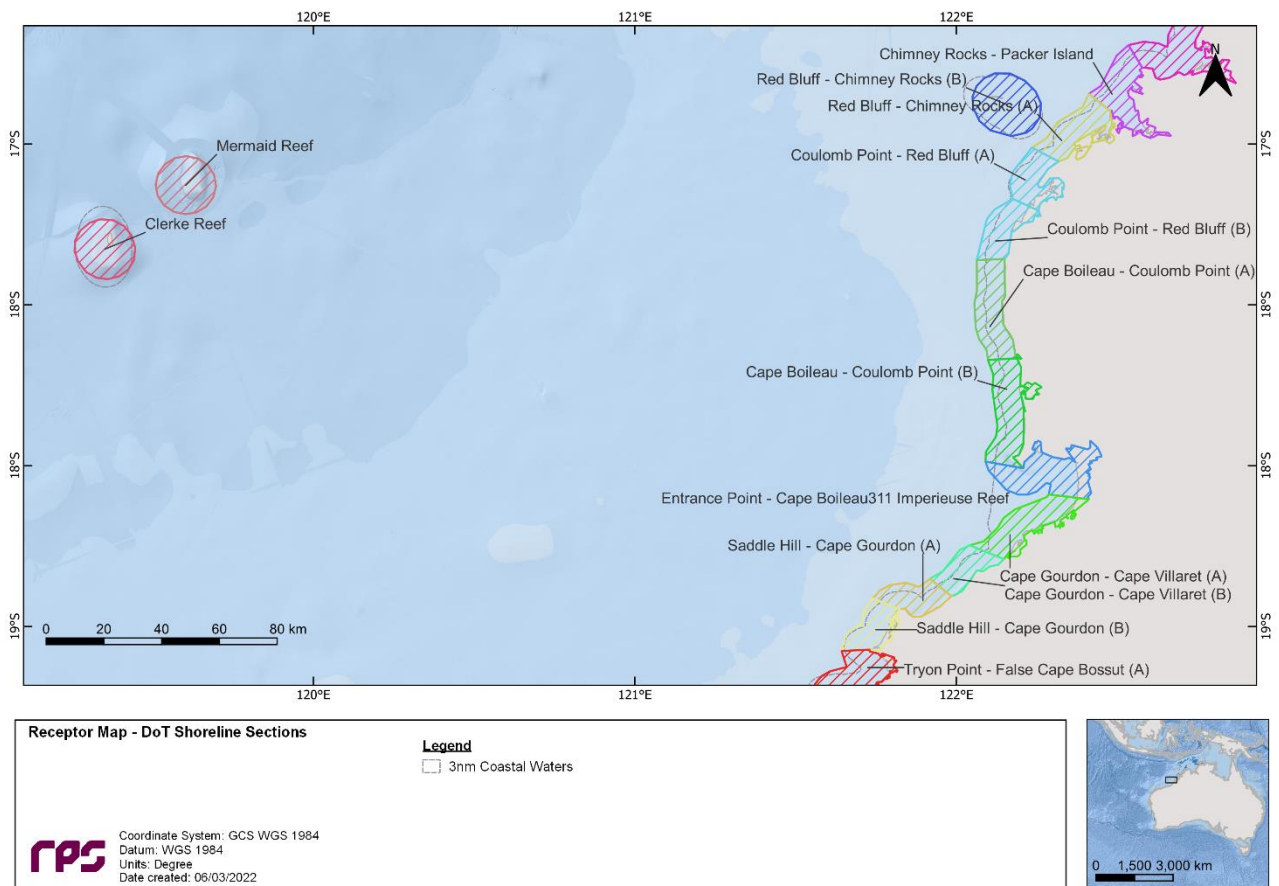 120°E 121°E 122°E
Chimney Rocks - Packer Island
N
Red Bluff - Chimney Rocks (B)
Red Bluff - Chimney Rocks (A)
17°S 17°S
Mermaid Reef
Coulomb Point - Red Bluff (A)
Clerke Reef
Coulomb Point - Red Bluff (B)
Cape Boileau - Coulomb Point (A)
18°S 18°S
Cape Boileau - Coulomb Point (B)
18°S 18°S
Entrance Point - Cape Boileau311 Imperieuse Reef
Saddle Hill - Cape Gourdon (A)
Cape Gourdon - Cape Villaret (A)
Cape Gourdon - Cape Villaret (B)
19°S 19°S
0 20 40 60 80 km
Saddle Hill - Cape Gourdon (B)
Tryon Point - False Cape Bossut (A)
120°E 121°E 122°E
Receptor Map - DoT Shoreline Sections
Legend
3nm Coastal Waters
rps
Coordinate System: GCS WGS 1984
Datum: WGS 1984
Units: Degree
Date created: 06/03/2022
0 1,500 3,000 km